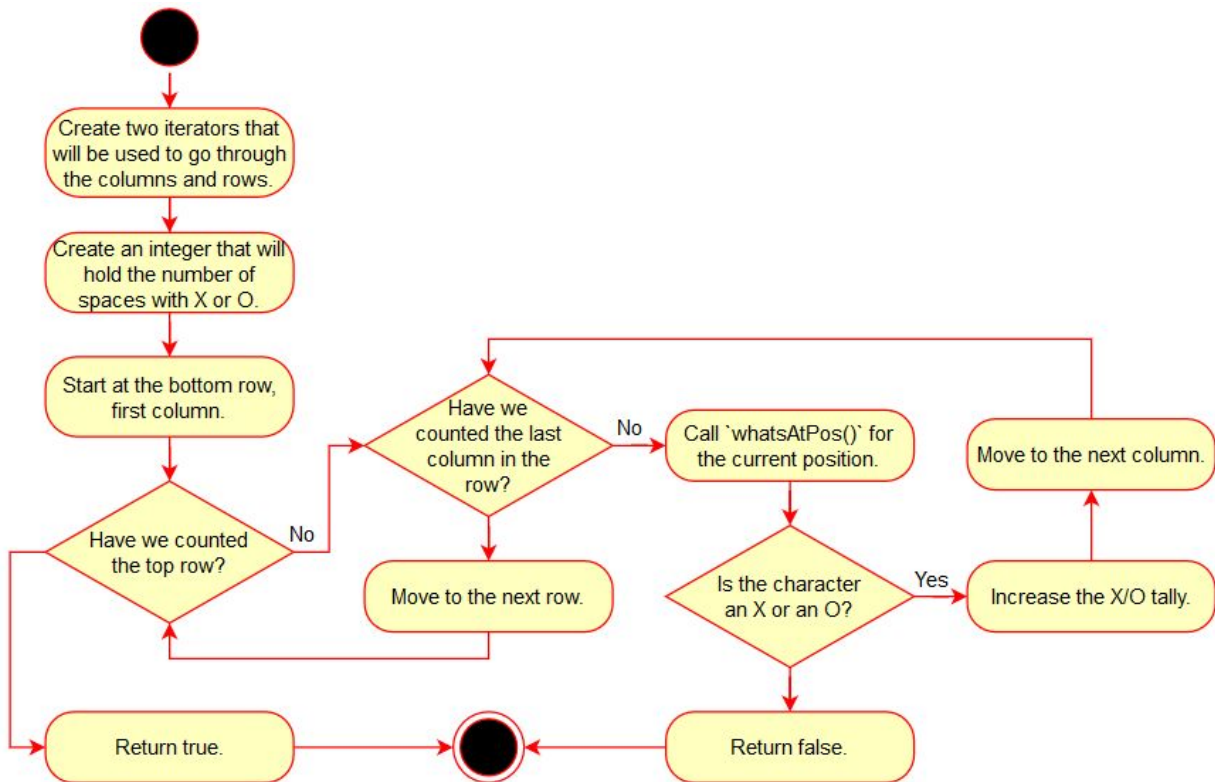 Create two iterators that
will be used to go through
the columns and rows.
Create an integer that will
hold the number of
spaces with X or O.
Start at the bottom row,
first column.
Have we counted
the top row?
No
Have we
counted the last
column in the
row?
No
Move to the next row.
Call `whatsAtPos()` for
the current position.
Is the character
an X or an O?
Yes
Increase the X/O tally.
Move to the next column.
Return true.
Return false.